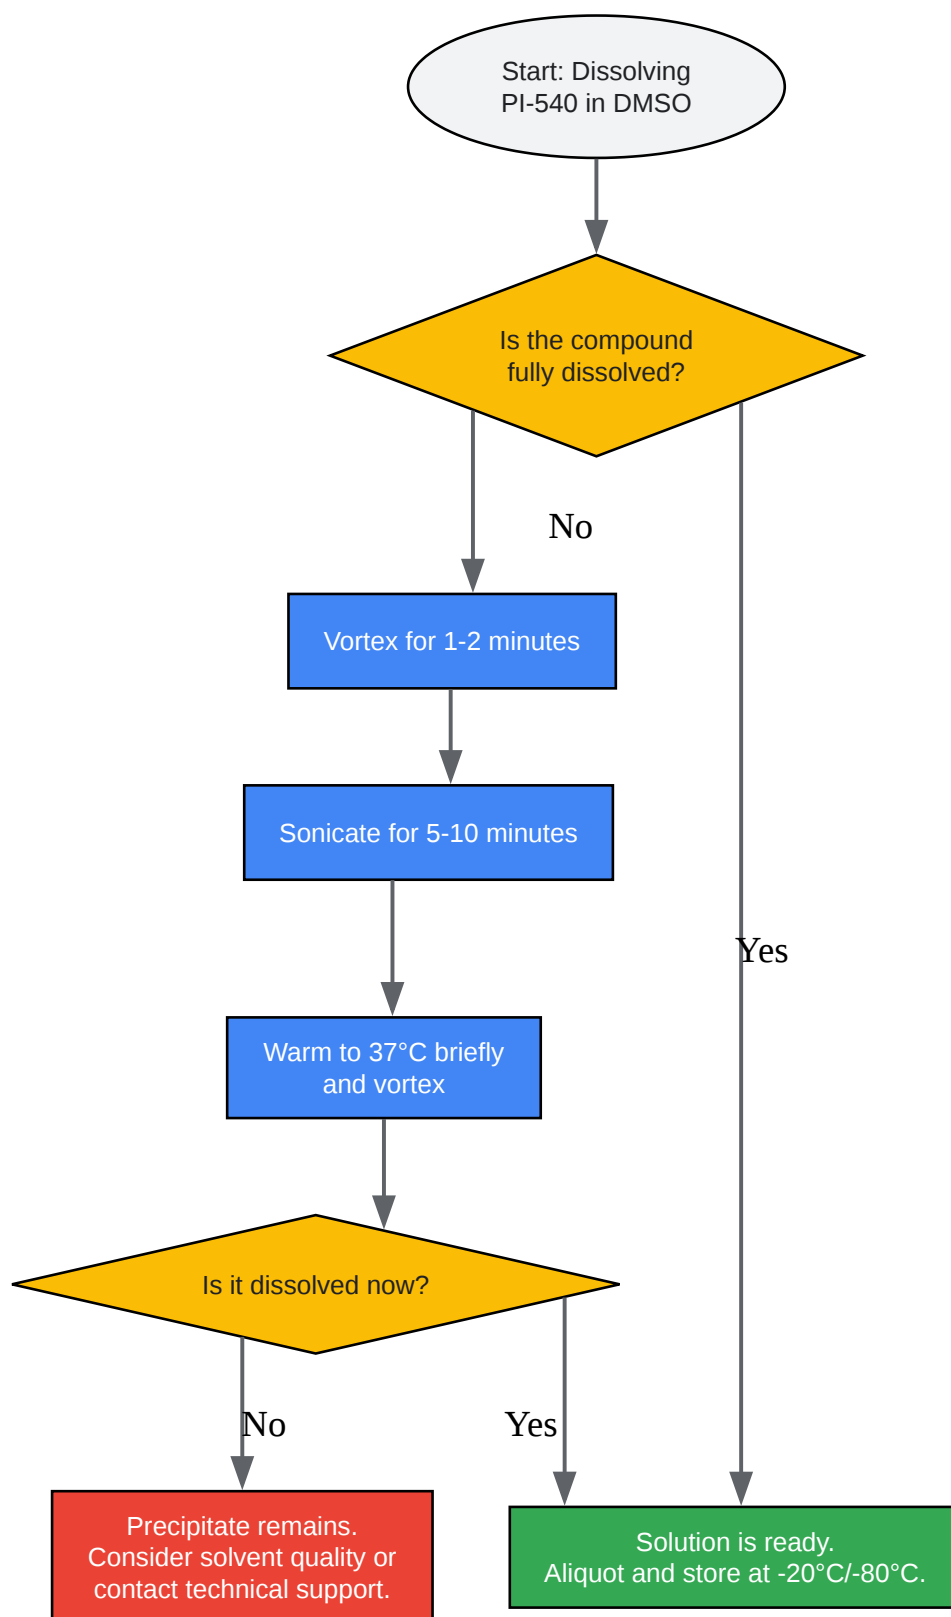 Start: Dissolving
PI-540 in DMSO
Is the compound
fully dissolved?
No
Vortex for 1-2 minutes
Sonicate for 5-10 minutes
Yes
Warm to 37°C briefly
and vortex
Is it dissolved now?
No
Yes
Precipitate remains.
Consider solvent quality or
contact technical support.
Solution is ready.
Aliquot and store at -20°C/-80°C.